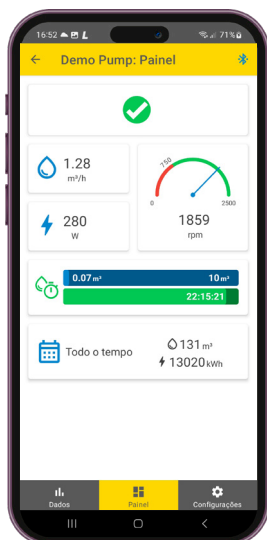 16:52 71%
Demo Pump: Painel
1.28
m³/h
280
W
750
0 2500
1859
rpm
0.07 m³ 10 m³
22:15:21
Todo o tempo
131 m³
13020 kWh
Dados Painel Configurações